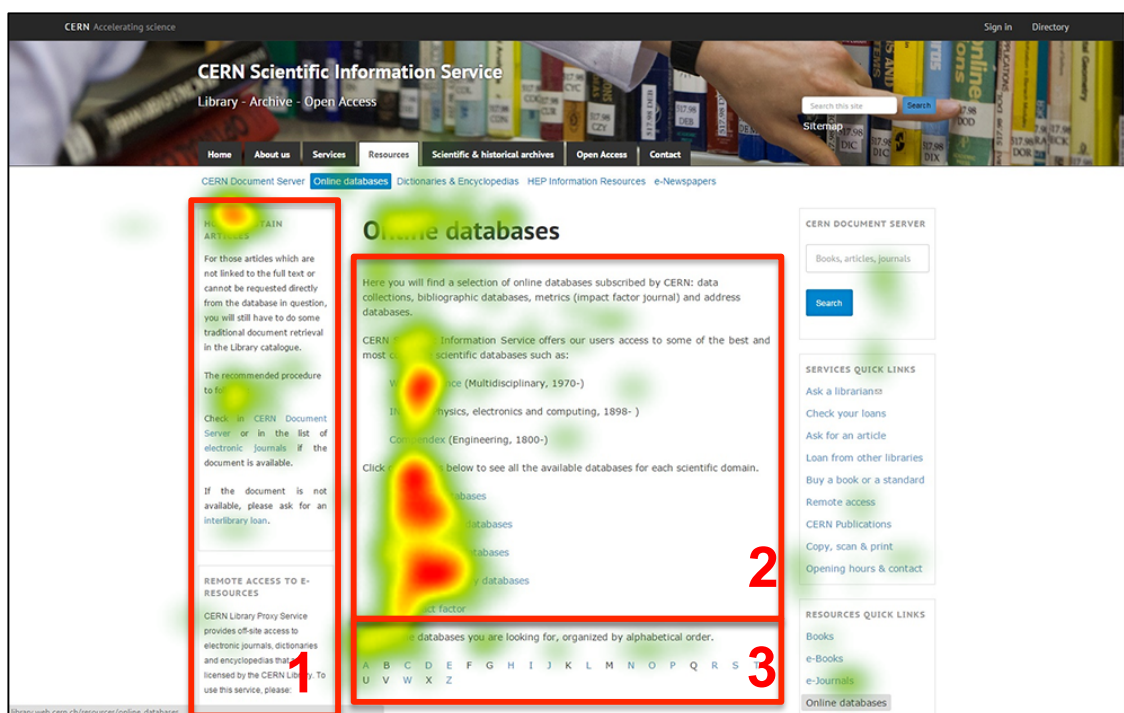 CERN Accelerating science
Sign in Directory
CERN Scientific Information Service
Library - Archive - Open Access
Search this site
Search
Sitemap
Home About us Services Resources Scientific & historical archives Open Access Contact
CERN Document Server Online databases Dictionaries & Encyclopedias HEP Information Resources e-Newspapers
For those articles which are
not linked to the full text or
cannot be requested directly
from the database in question,
you will still have to do some
traditional document retrieval
in the Library catalogue.
The recommended procedure
to
Check in CERN Document
Server or in the list of
electronic journals if the
document is available.
If the document is not
available, please ask for an
interlibrary loan.
REMOTE ACCESS TO E-
RESOURCES
CERN Library Proxy Service
provides off-site access to
electronic journals, dictionaries
and encyclopedias
licensed by the CERN Library. To
use this service, please:
1
Online databases
Here you will find a selection of online databases subscribed by CERN: data
collections, bibliographic databases, metrics (impact factor journal) and address
databases.
CERN Information Service offers our users access to some of the best and
most scientific databases such as:
(Multidisciplinary, 1970-)
electronics and computing, 1898- )
Compendex (Engineering, 1800-)
Click below to see all the available databases for each scientific domain.
databases
databases
databases
databases
factor
2
databases you are looking for, organized by alphabetical order.
A B C D E F G H I J K L M N O P Q R S T
U V W X Z
3
CERN DOCUMENT SERVER
Books, articles, journals
Search
SERVICES QUICK LINKS
Ask a librarian
Check your loans
Ask for an article
Loan from other libraries
Buy a book or a standard
Remote access
CERN Publications
Copy, scan & print
Opening hours & contact
RESOURCES QUICK LINKS
Books
e-Books
e-Journals
Online databases
library.web.cern.ch/resources/online_databases